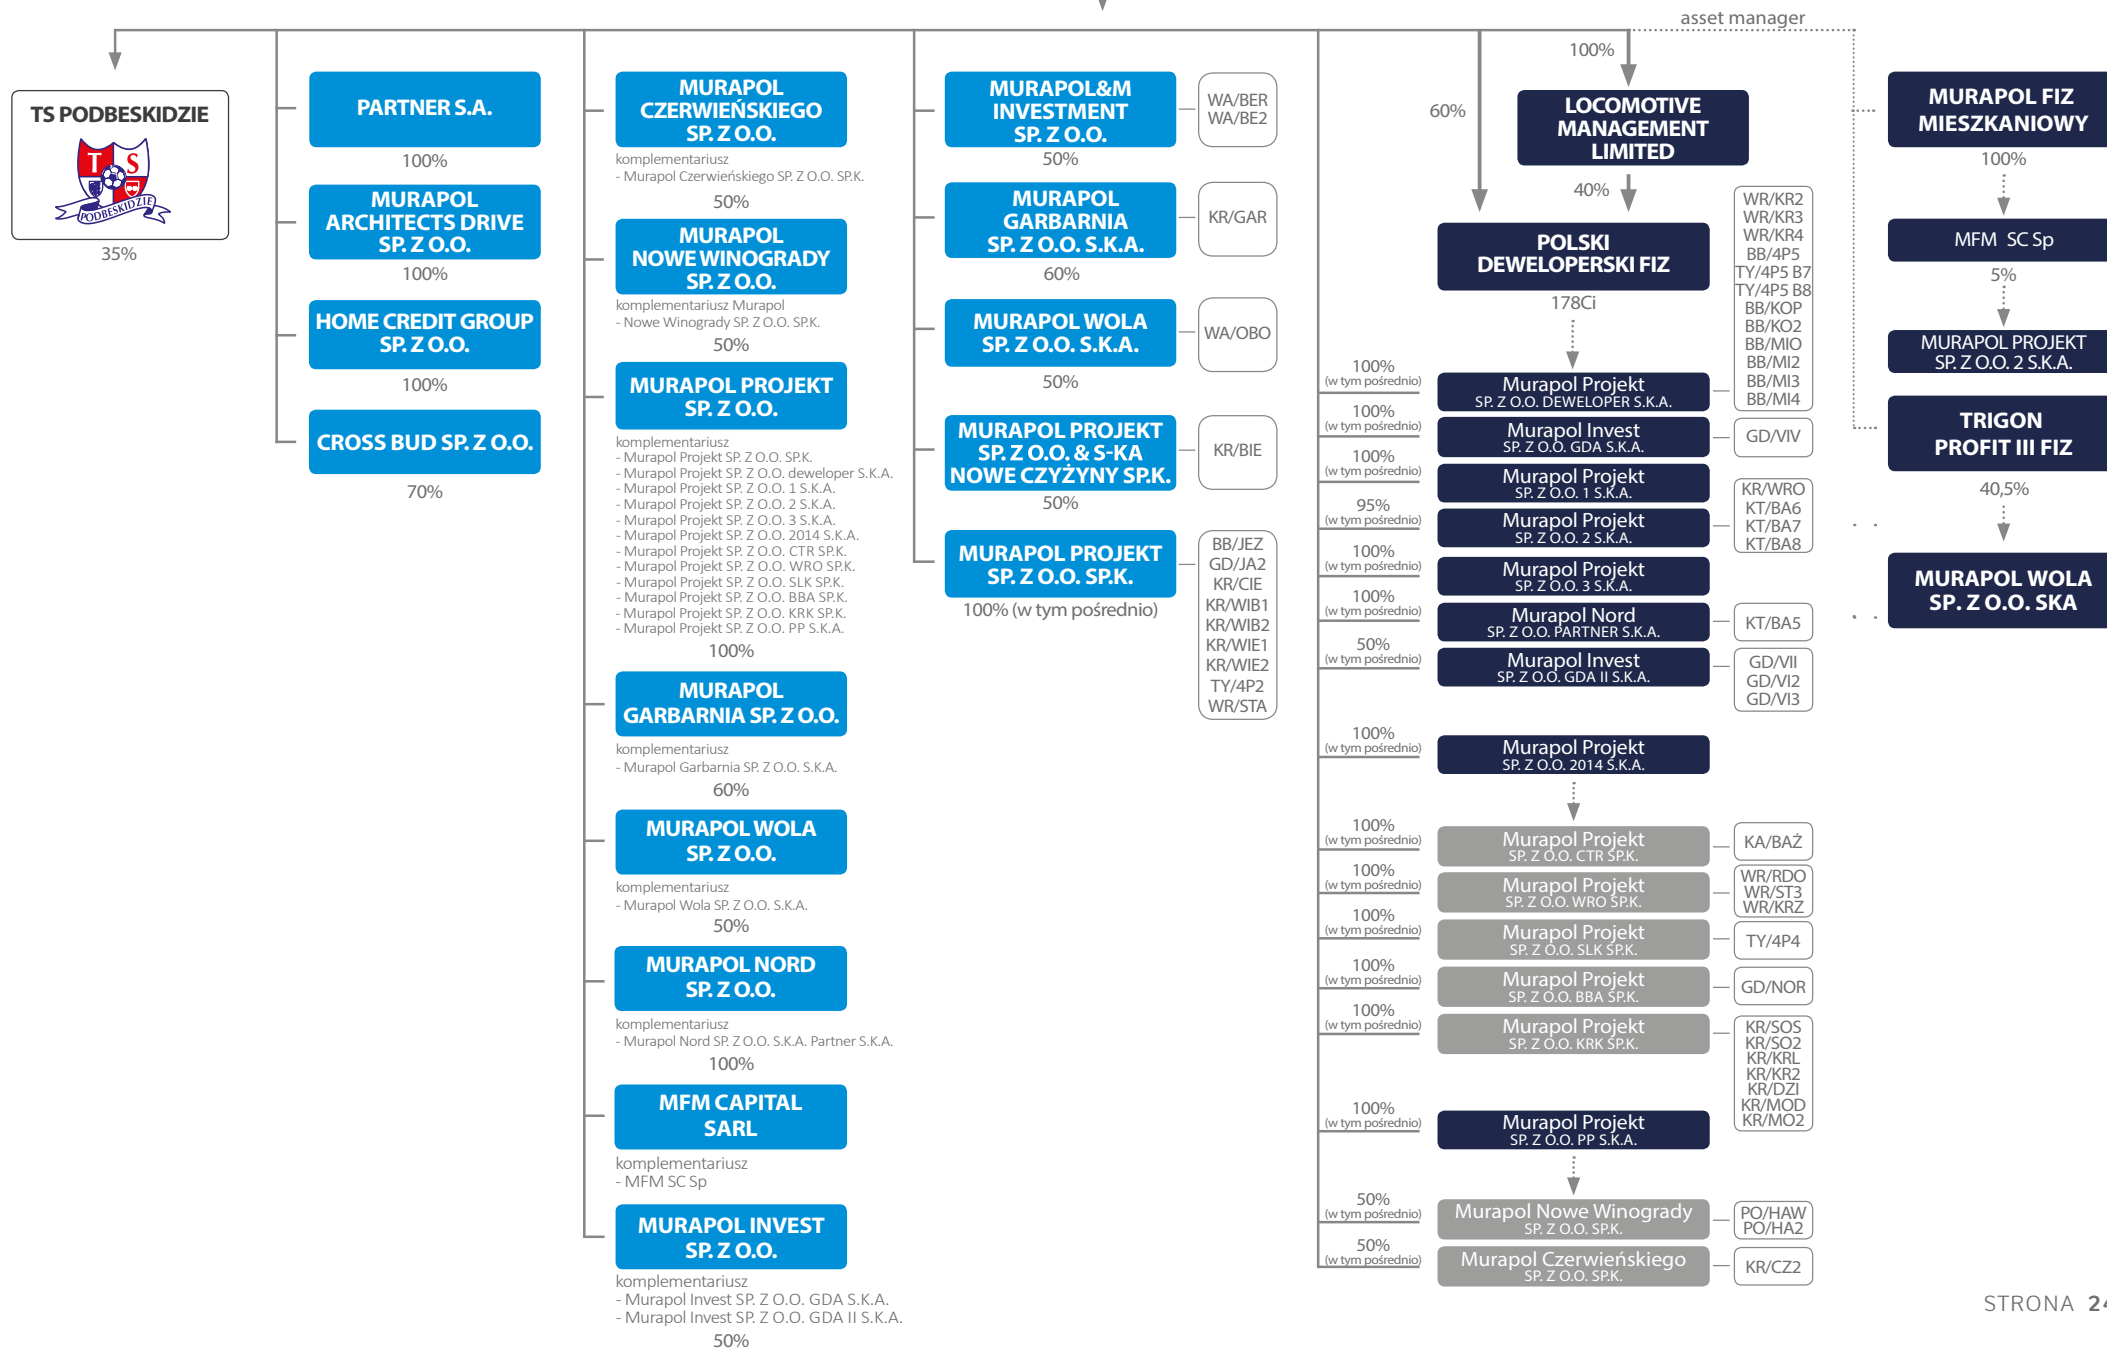 asset manager
TS PODBESKIDZIE
T S
PODBESKIDZIE
35%
PARTNER S.A.
100%
MURAPOL
ARCHITECTS DRIVE
SP. Z O.O.
100%
HOME CREDIT GROUP
SP. Z O.O.
100%
CROSS BUD SP. Z O.O.
70%
MURAPOL
CZERWIEŃSKIEGO
SP. Z O.O.
komplementariusz
- Murapol Czerwieńskiego SP. Z O.O. SP.K.
50%
MURAPOL
NOWE WINOGRADY
SP. Z O.O.
komplementariusz Murapol
- Nowe Winogrady SP. Z O.O. SP.K.
50%
MURAPOL PROJEKT
SP. Z O.O.
komplementariusz
- Murapol Projekt SP. Z O.O. SP.K.
- Murapol Projekt SP. Z O.O. deweloper S.K.A.
- Murapol Projekt SP. Z O.O. 1 S.K.A.
- Murapol Projekt SP. Z O.O. 2 S.K.A.
- Murapol Projekt SP. Z O.O. 3 S.K.A.
- Murapol Projekt SP. Z O.O. 2014 S.K.A.
- Murapol Projekt SP. Z O.O. CTR SP.K.
- Murapol Projekt SP. Z O.O. WRO SP.K.
- Murapol Projekt SP. Z O.O. SLK SP.K.
- Murapol Projekt SP. Z O.O. BBA SP.K.
- Murapol Projekt SP. Z O.O. KRK SP.K.
- Murapol Projekt SP. Z O.O. PP S.K.A.
100%
MURAPOL
GARBARNIA SP. Z O.O.
komplementariusz
- Murapol Garbarnia SP. Z O.O. S.K.A.
60%
MURAPOL WOLA
SP. Z O.O.
komplementariusz
- Murapol Wola SP. Z O.O. S.K.A.
50%
MURAPOL NORD
SP. Z O.O.
komplementariusz
- Murapol Nord SP. Z O.O. S.K.A. Partner S.K.A.
100%
MFM CAPITAL
SARL
komplementariusz
- MFM SC Sp
MURAPOL INVEST
SP. Z O.O.
komplementariusz
- Murapol Invest SP. Z O.O. GDA S.K.A.
- Murapol Invest SP. Z O.O. GDA II S.K.A.
50%
MURAPOL&M
INVESTMENT
SP. Z O.O.
50%
WA/BER
WA/BE2
MURAPOL
GARBARNIA
SP. Z O.O. S.K.A.
60%
KR/GAR
MURAPOL WOLA
SP. Z O.O. S.K.A.
50%
WA/OBO
MURAPOL PROJEKT
SP. Z O.O. & S-KA
NOWE CZYŻYNY SP.K.
50%
KR/BIE
MURAPOL PROJEKT
SP. Z O.O. SP.K.
100% (w tym pośrednio)
BB/JEZ
GD/JA2
KR/CIE
KR/WIB1
KR/WIB2
KR/WIE1
KR/WIE2
TY/4P2
WR/STA
60%
100%
LOCOMOTIVE
MANAGEMENT
LIMITED
40%
POLSKI
DEWELOPERSKI FIZ
178Ci
100%
(w tym pośrednio)
Murapol Projekt
SP. Z O.O. DEWELOPER S.K.A.
WR/KR2
WR/KR3
WR/KR4
BB/4P5
TY/4P5 B7
TY/4P5 B8
BB/KOP
BB/KO2
BB/MIO
BB/MI2
BB/MI3
BB/MI4
100%
(w tym pośrednio)
Murapol Invest
SP. Z O.O. GDA S.K.A.
GD/VIV
100%
(w tym pośrednio)
Murapol Projekt
SP. Z O.O. 1 S.K.A.
95%
(w tym pośrednio)
Murapol Projekt
SP. Z O.O. 2 S.K.A.
KR/WRO
KT/BA6
KT/BA7
KT/BA8
100%
(w tym pośrednio)
Murapol Projekt
SP. Z O.O. 3 S.K.A.
100%
(w tym pośrednio)
Murapol Nord
SP. Z O.O. PARTNER S.K.A.
KT/BA5
50%
(w tym pośrednio)
Murapol Invest
SP. Z O.O. GDA II S.K.A.
GD/VII
GD/VI2
GD/VI3
100%
(w tym pośrednio)
Murapol Projekt
SP. Z O.O. 2014 S.K.A.
100%
(w tym pośrednio)
Murapol Projekt
SP. Z O.O. CTR SP.K.
KA/BAŻ
100%
(w tym pośrednio)
Murapol Projekt
SP. Z O.O. WRO SP.K.
WR/RDO
WR/ST3
WR/KRZ
100%
(w tym pośrednio)
Murapol Projekt
SP. Z O.O. SLK SP.K.
TY/4P4
100%
(w tym pośrednio)
Murapol Projekt
SP. Z O.O. BBA SP.K.
GD/NOR
100%
(w tym pośrednio)
Murapol Projekt
SP. Z O.O. KRK SP.K.
KR/SOS
KR/SO2
KR/KRL
KR/KR2
KR/DZI
KR/MOD
KR/MO2
100%
(w tym pośrednio)
Murapol Projekt
SP. Z O.O. PP S.K.A.
50%
(w tym pośrednio)
Murapol Nowe Winogrady
SP. Z O.O. SP.K.
PO/HAW
PO/HA2
50%
(w tym pośrednio)
Murapol Czerwieńskiego
SP. Z O.O. SP.K.
KR/CZ2
MURAPOL FIZ
MIESZKANIOWY
100%
MFM SC Sp
5%
MURAPOL PROJEKT
SP. Z O.O. 2 S.K.A.
TRIGON
PROFIT III FIZ
40,5%
MURAPOL WOLA
SP. Z O.O. SKA
STRONA 24